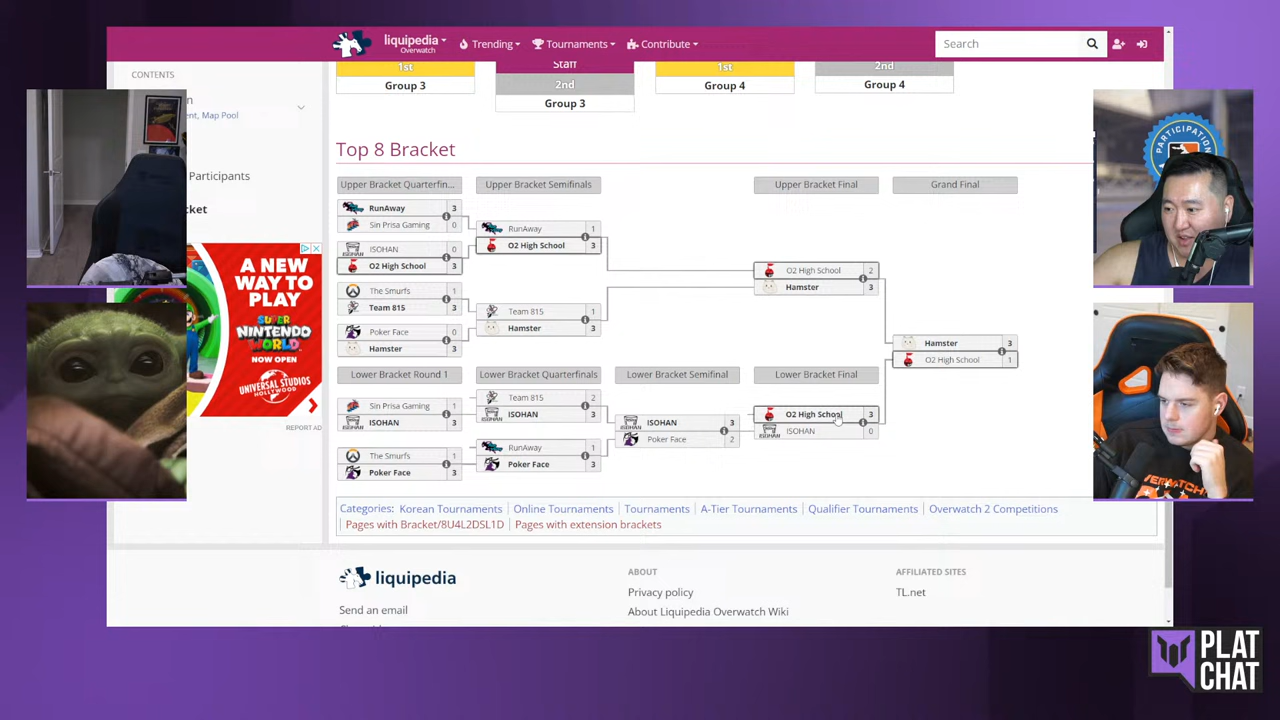 liquipedia
Overwatch
Trending
Tournaments
Contribute
Search
CONTENTS
Map Pool
Participants
1st
Group 3
Staff
2nd
Group 3
1st
Group 4
2nd
Group 4
Top 8 Bracket
Upper Bracket Quarterfin...
Upper Bracket Semifinals
Upper Bracket Final
Grand Final
RunAway 3
Sin Prisa Gaming 0
ISOHAN 0
O2 High School 3
The Smurfs 1
Team 815 3
Poker Face 0
Hamster 3
RunAway 1
O2 High School 3
Team 815 1
Hamster 3
O2 High School 2
Hamster 3
Hamster 3
O2 High School 1
Lower Bracket Round 1
Lower Bracket Quarterfinals
Lower Bracket Semifinal
Lower Bracket Final
Sin Prisa Gaming 1
ISOHAN 3
The Smurfs 1
Poker Face 3
Team 815 2
ISOHAN 3
RunAway 1
Poker Face 3
ISOHAN 3
Poker Face 2
O2 High School 3
ISOHAN 0
A NEW
WAY TO
PLAY
SUPER
NINTENDO
WORLD
NOW OPEN
UNIVERSAL STUDIOS
HOLLYWOOD
REPORT AD
Categories: Korean Tournaments Online Tournaments Tournaments A-Tier Tournaments Qualifier Tournaments Overwatch 2 Competitions
Pages with Bracket/8U4L2DSL1D Pages with extension brackets
liquipedia
Send an email
ABOUT
Privacy policy
About Liquipedia Overwatch Wiki
AFFILIATED SITES
TL.net
PARTICIPATION
PLAT
CHAT